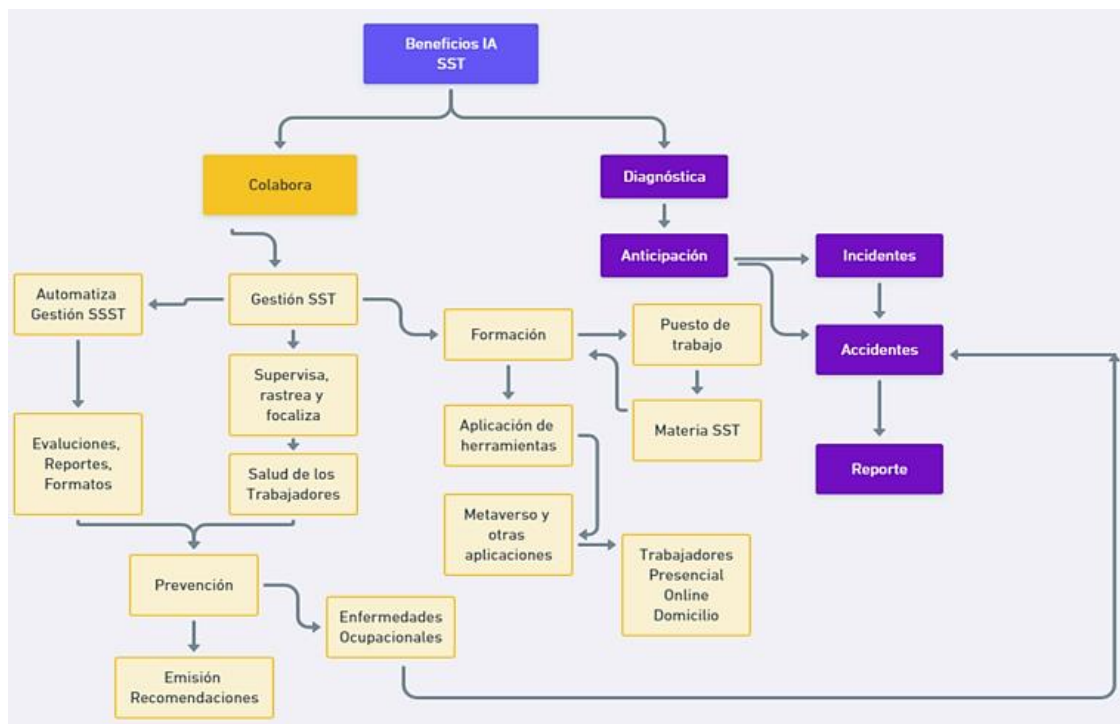 Beneficios IA
SST
Colabora
Diagnóstica
Anticipación
Incidentes
Automatiza
Gestión SSST
Gestión SST
Formación
Puesto de
trabajo
Accidentes
Supervisa,
rastrea y
focaliza
Evaluciones,
Reportes,
Formatos
Aplicación de
herramientas
Materia SST
Reporte
Salud de los
Trabajadores
Metaverso y
otras
aplicaciones
Trabajadores
Presencial
Online
Domicilio
Prevención
Enfermedades
Ocupacionales
Emisión
Recomendaciones